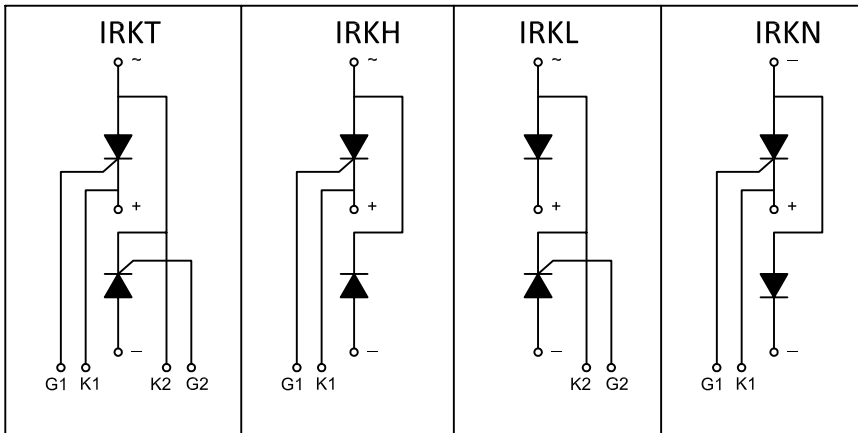 IRKT IRKH IRKL IRKN
~ ~ ~ –
+ + + +
– – –
G1 K1 K2 G2 G1 K1 K2 G2 G1 K1